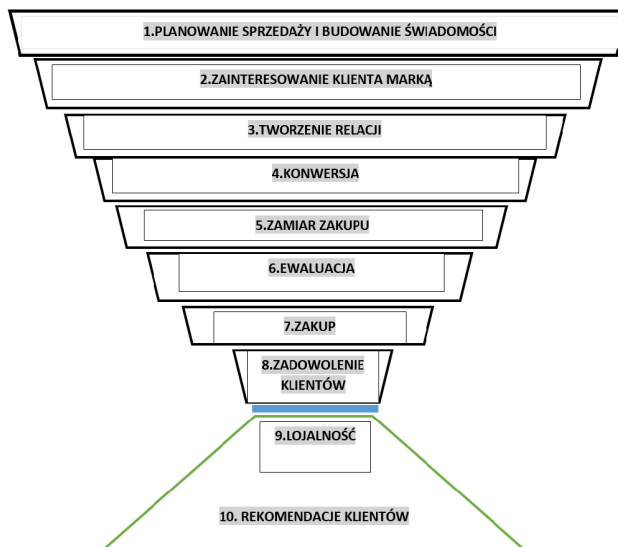 1.PLANOWANIE SPRZEDAŻY I BUDOWANIE ŚWIADOMOŚCI
2.ZAINTERESOWANIE KLIENTA MARKĄ
3.TWORZENIE RELACJI
4.KONWERSJA
5.ZAMIAR ZAKUPU
6.EWALUACJA
7.ZAKUP
8.ZADOWOLENIE
KLIENTÓW
9.LOJALNOŚĆ
10. REKOMENDACJE KLIENTÓW